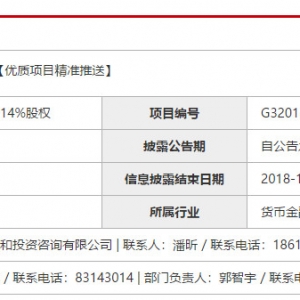 【优质项目精准推送】
14%股权 项目编号 G3201
披露公告期 自公告
信息披露结束日期 2018-1
所属行业 货币金
和投资咨询有限公司 | 联系人：潘昕 / 联系电话：1861
/ 联系电话：83143014 | 部门负责人：郭智宇 / 联系电话：